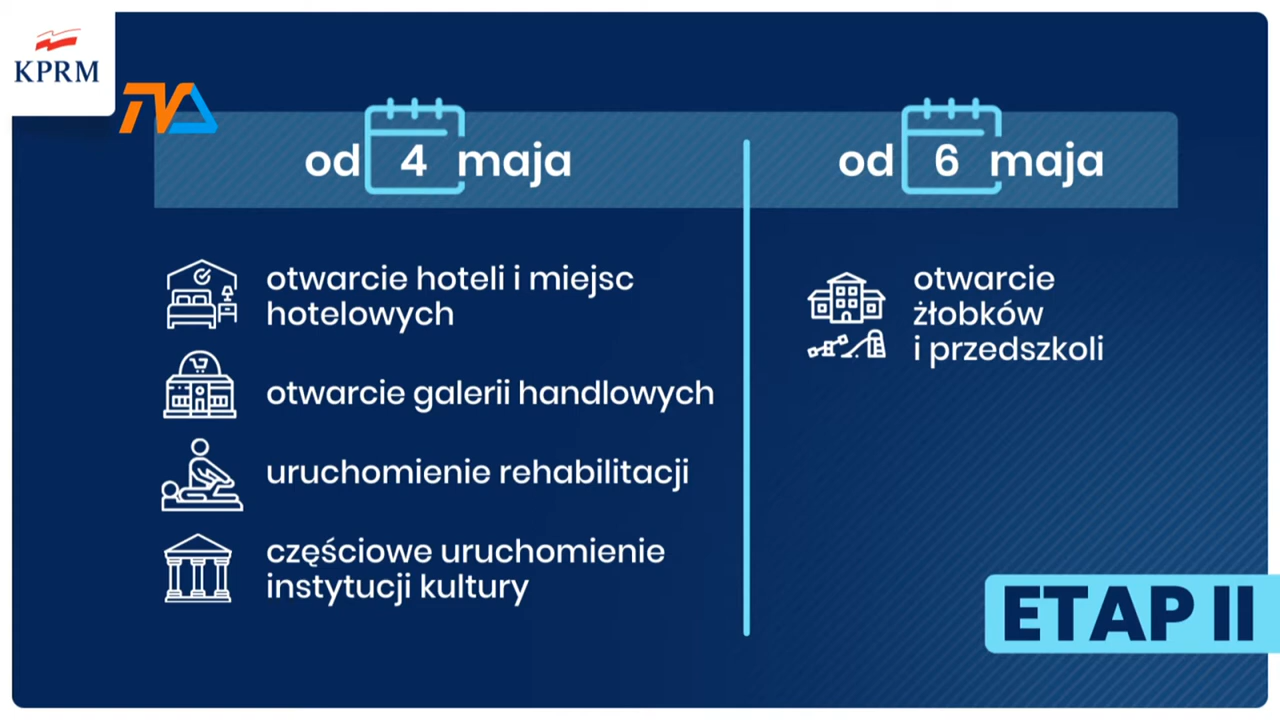 KPRM
TVS
od 4 maja
otwarcie hoteli i miejsc
hotelowych
otwarcie galerii handlowych
uruchomienie rehabilitacji
częściowe uruchomienie
instytucji kultury
od 6 maja
otwarcie
żłobków
i przedszkoli
ETAP II